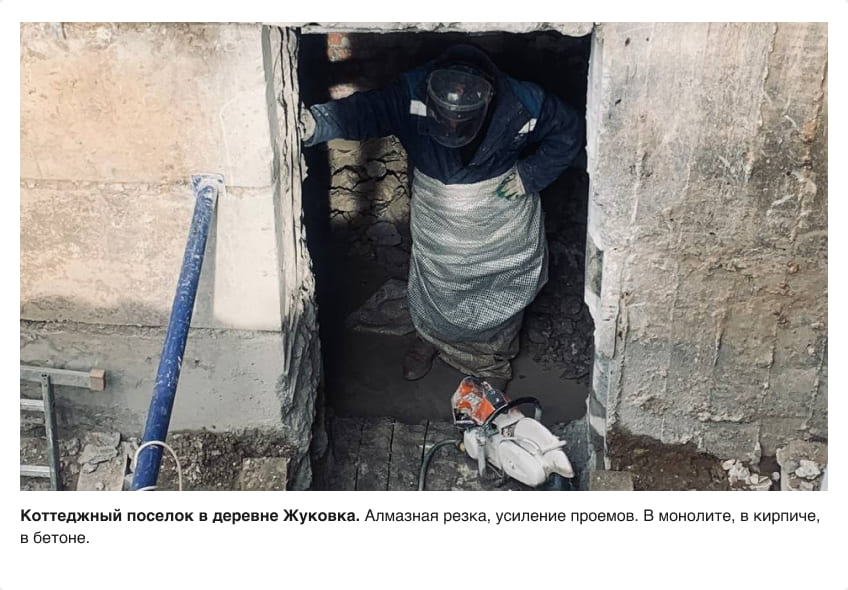 Коттеджный поселок в деревне Жуковка. Алмазная резка, усиление проемов. В монолите, в кирпиче,
в бетоне.